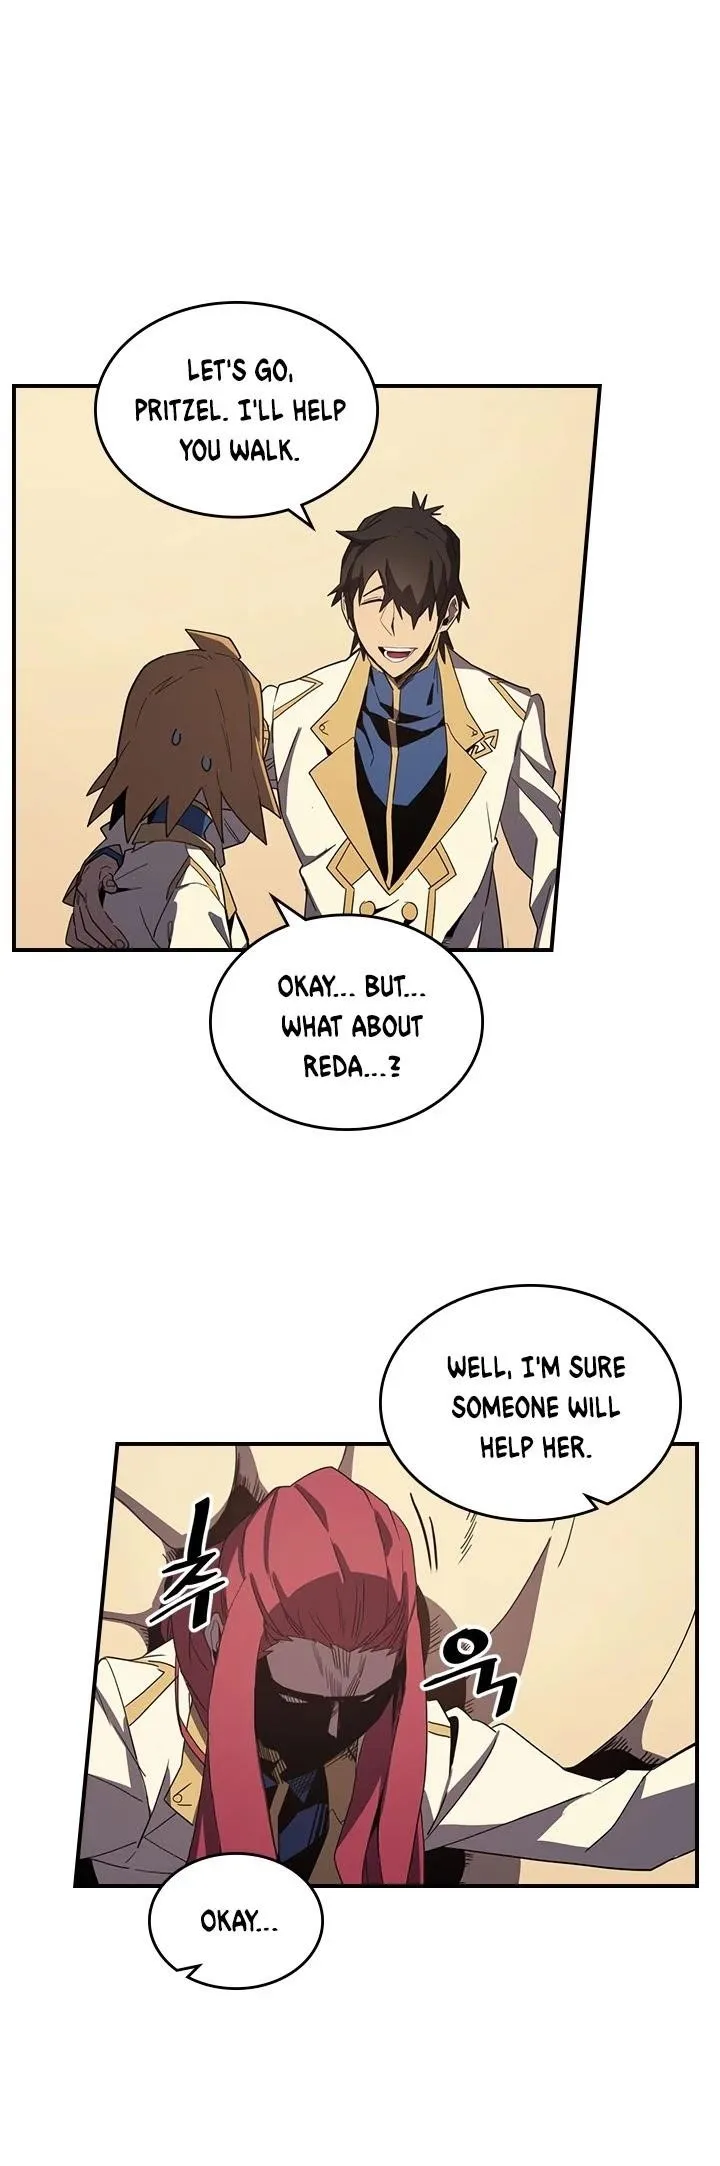 LET'S GO,
PRITZEL. I'LL HELP
YOU WALK.
OKAY... BUT...
WHAT ABOUT
REDA...?
WELL, I'M SURE
SOMEONE WILL
HELP HER.
추
욱
OKAY...